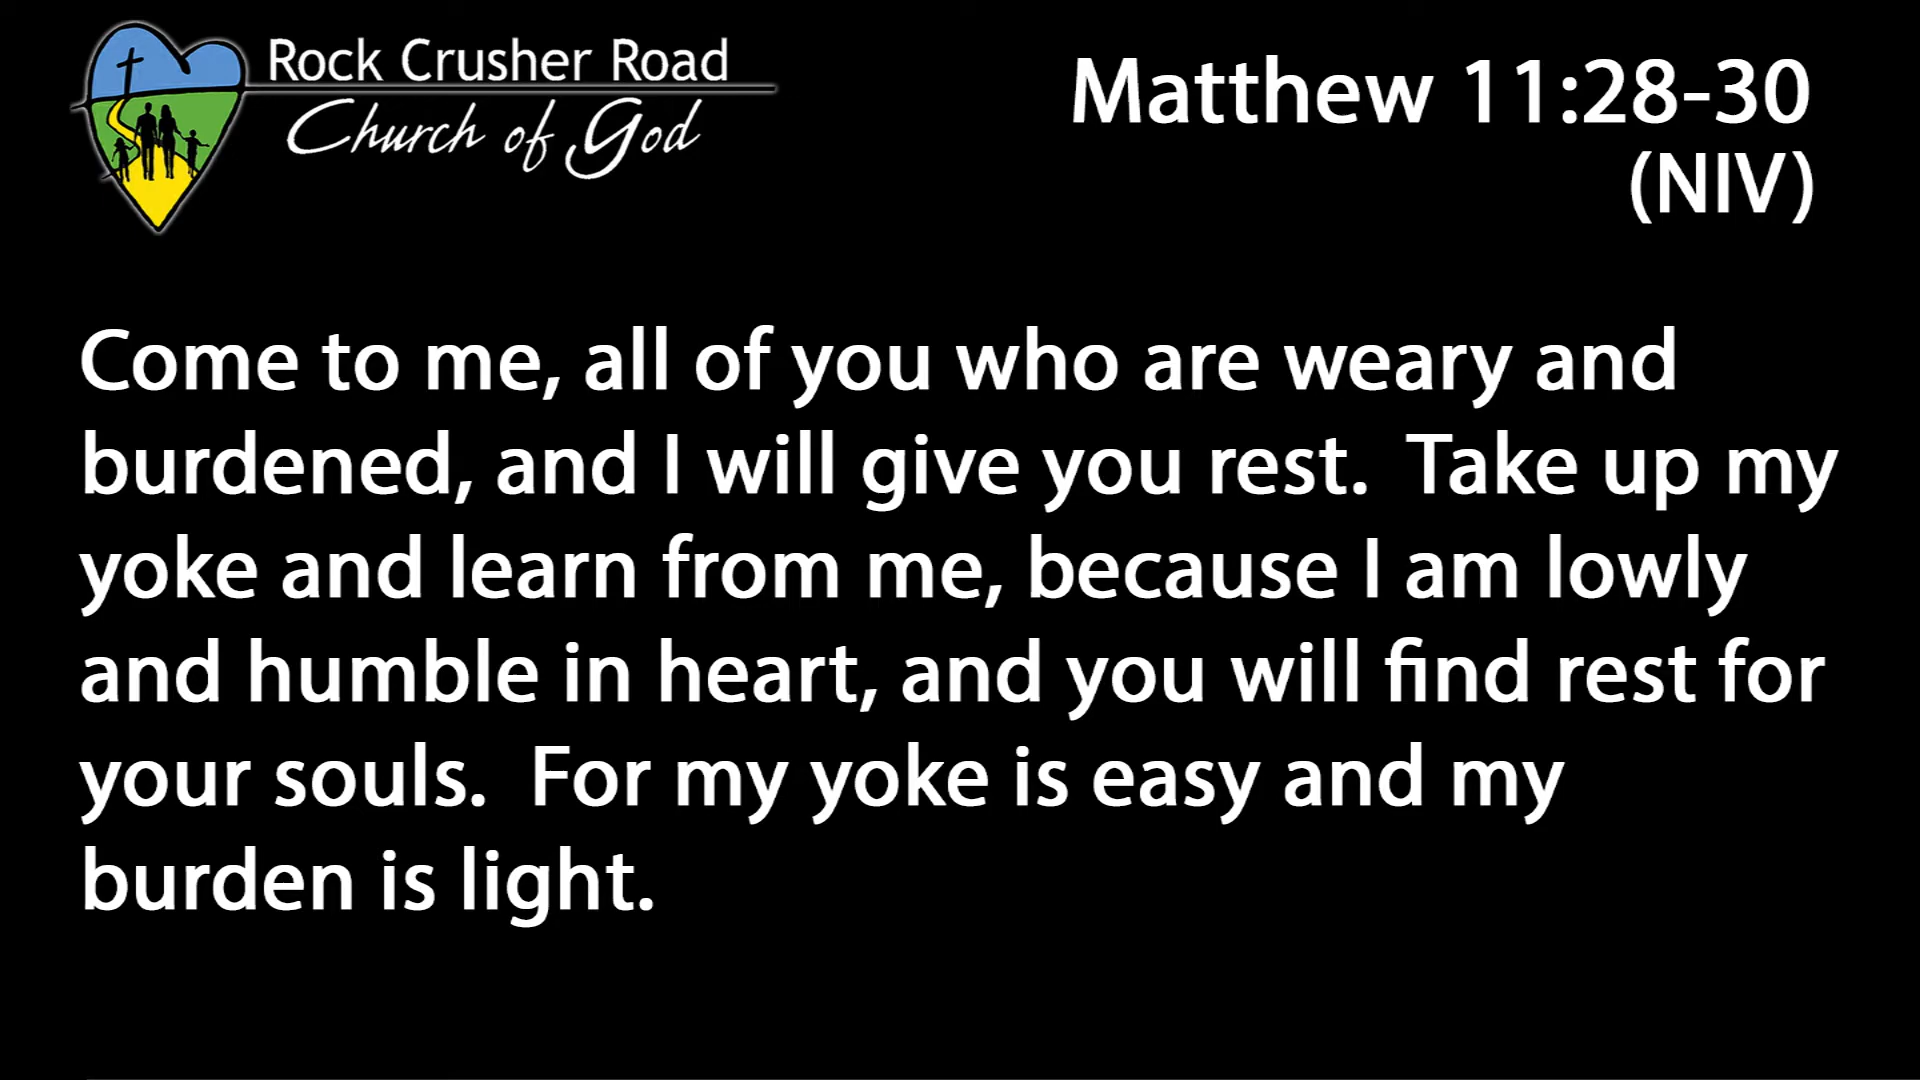 Rock Crusher Road
Church of God
Matthew 11:28-30
(NIV)
Come to me, all of you who are weary and
burdened, and I will give you rest.  Take up my
yoke and learn from me, because I am lowly
and humble in heart, and you will find rest for
your souls.  For my yoke is easy and my
burden is light.